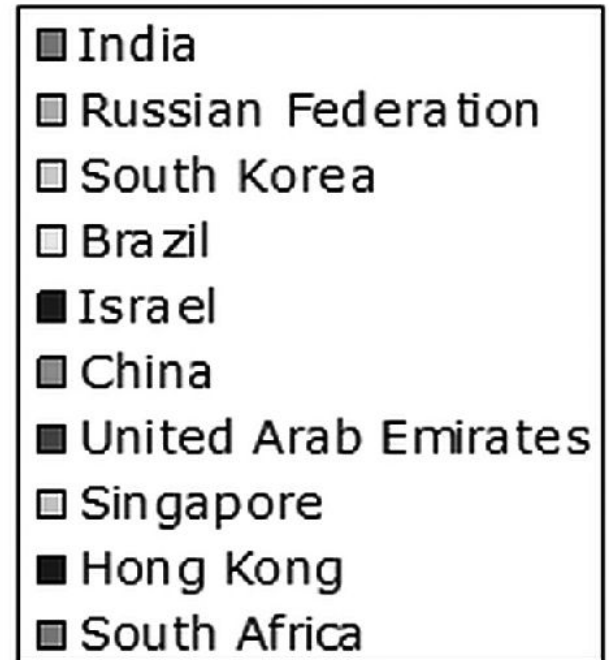 India
Russian Federation
South Korea
Brazil
Israel
China
United Arab Emirates
Singapore
Hong Kong
South Africa